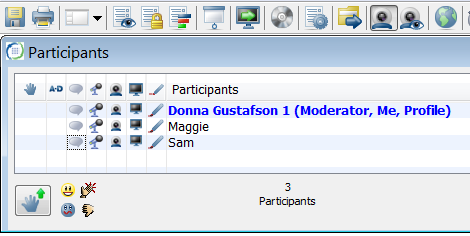 Participants
A-D Participants
Donna Gustafson 1 (Moderator, Me, Profile)
Maggie
Sam
3
Participants